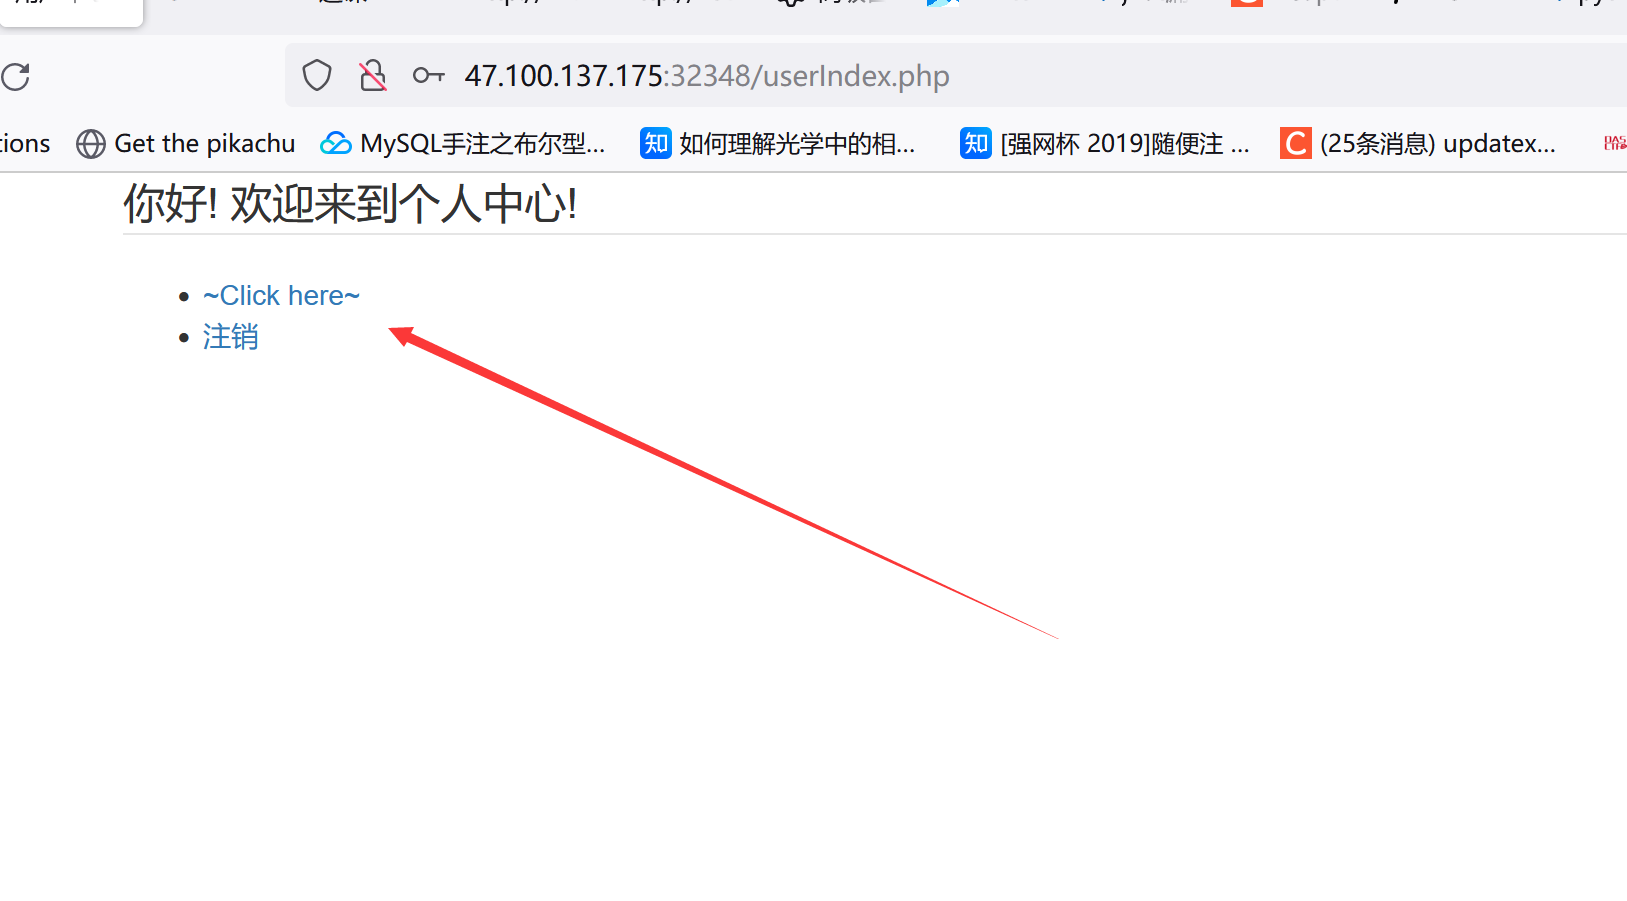 47.100.137.175:32348/userIndex.php
tions Get the pikachu MySQL手注之布尔型... 知 如何理解光学中的相... 知 [强网杯 2019]随便注 ... C (25条消息) updatex...
你好! 欢迎来到个人中心!
~Click here~
注销